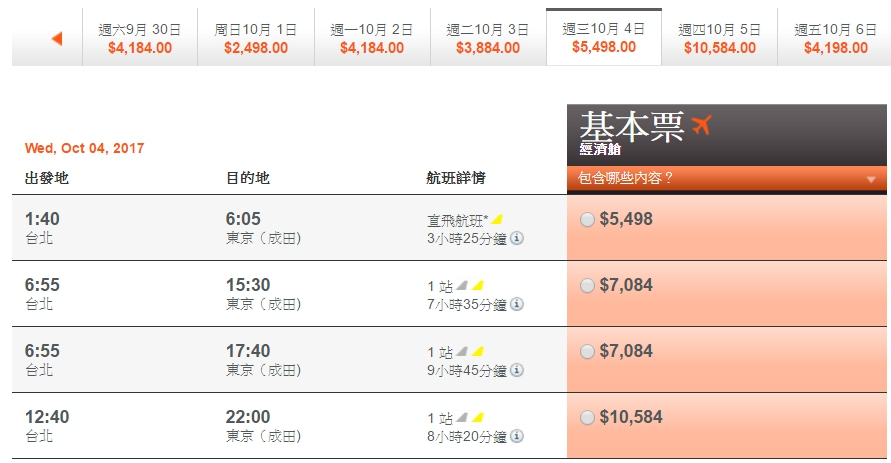 週六9月 30日 周日10月 1日 週一10月 2日 週二10月 3日 週三10月 4日 週四10月 5日 週五10月 6日
$4,184.00 $2,498.00 $4,184.00 $3,884.00 $5,498.00 $10,584.00 $4,198.00
基本票
經濟艙
Wed, Oct 04, 2017
出發地 目的地 航班詳情 包含哪些內容？
1:40 6:05 直飛航班* $5,498
台北 東京（成田） 3小時25分鐘
6:55 15:30 1 站 $7,084
台北 東京（成田） 7小時35分鐘
6:55 17:40 1 站 $7,084
台北 東京（成田） 9小時45分鐘
12:40 22:00 1 站 $10,584
台北 東京（成田） 8小時20分鐘